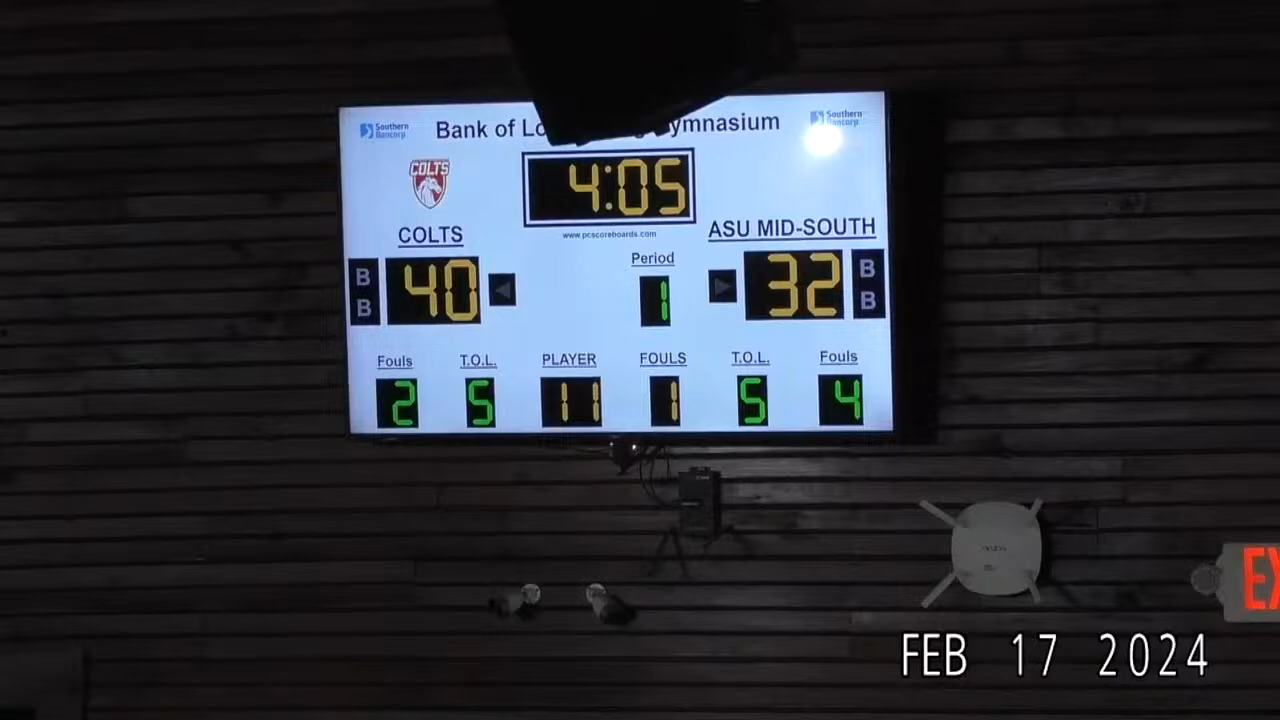 Southern Bancorp
Bank of Lo ymnasium
Southern Bancorp
COLTS
4:05
www.pcscoreboards.com
COLTS
ASU MID-SOUTH
Period
B
B
40
1
32
B
B
Fouls T.O.L. PLAYER FOULS T.O.L. Fouls
2 5 11 1 5 4
EX
FEB 17 2024